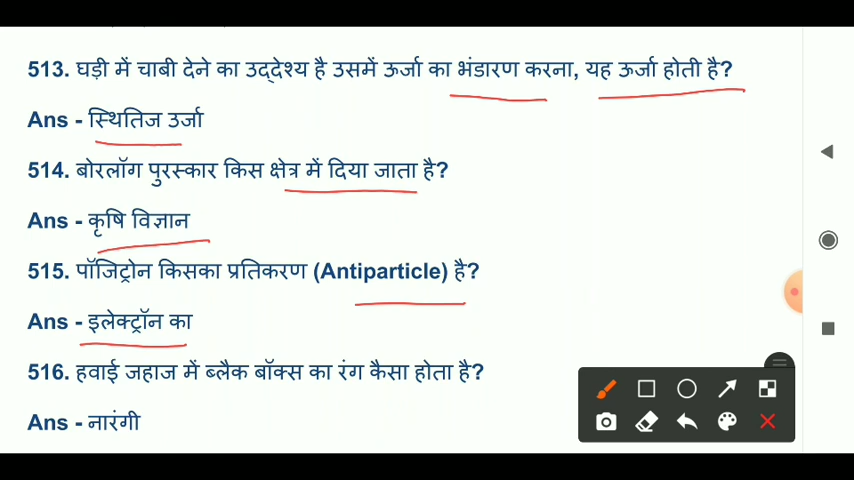 513. घड़ी में चाबी देने का उद्देश्य है उसमें ऊर्जा का भंडारण करना, यह ऊर्जा होती है?
Ans - स्थितिज उर्जा
514. बोरलॉग पुरस्कार किस क्षेत्र में दिया जाता है?
Ans - कृषि विज्ञान
515. पॉजिट्रोन किसका प्रतिकरण (Antiparticle) है?
Ans - इलेक्ट्रॉन का
516. हवाई जहाज में ब्लैक बॉक्स का रंग कैसा होता है?
Ans - नारंगी